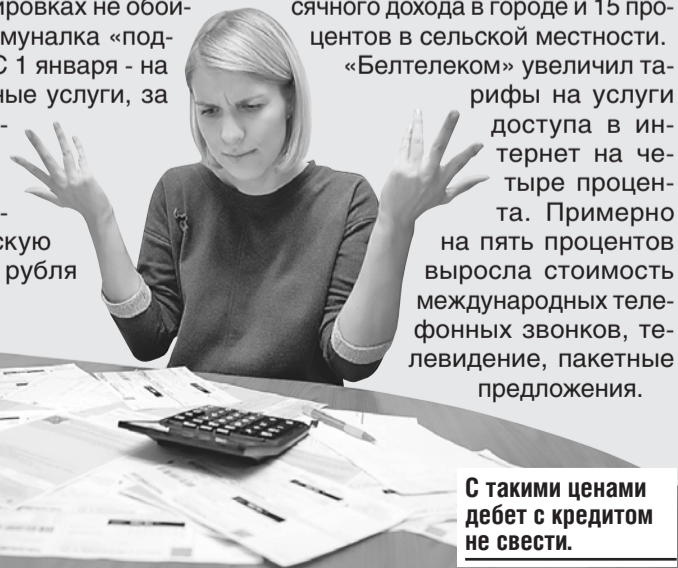 ировках не обой-
муналка «под-
С 1 января - на
ные услуги, за
-
-
скую
рубля
сячного дохода в городе и 15 про-
центов в сельской местности.
«Белтелеком» увеличил та-
рифы на услуги
доступа в ин-
тернет на че-
тыре процен-
та. Примерно
на пять процентов
выросла стоимость
международных теле-
фонных звонков, те-
левидение, пакетные
предложения.
С такими ценами
дебет с кредитом
не свести.